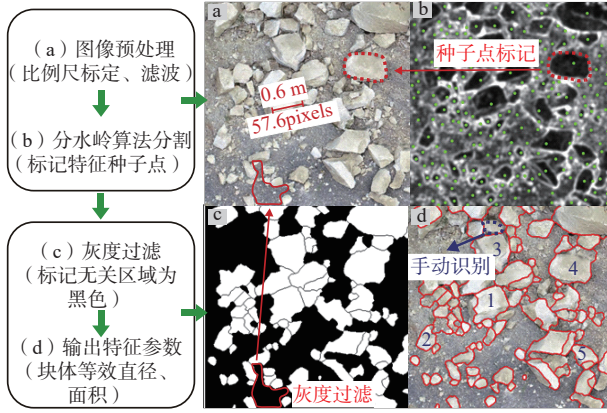 （a）图像预处理
（比例尺标定、滤波）
（b）分水岭算法分割
（标记特征种子点）
（c）灰度过滤
（标记无关区域为
黑色）
（d）输出特征参数
（块体等效直径、
面积）
a
0.6 m
57.6pixels
b
种子点标记
c
灰度过滤
d
手动识别
3
4
1
2
5